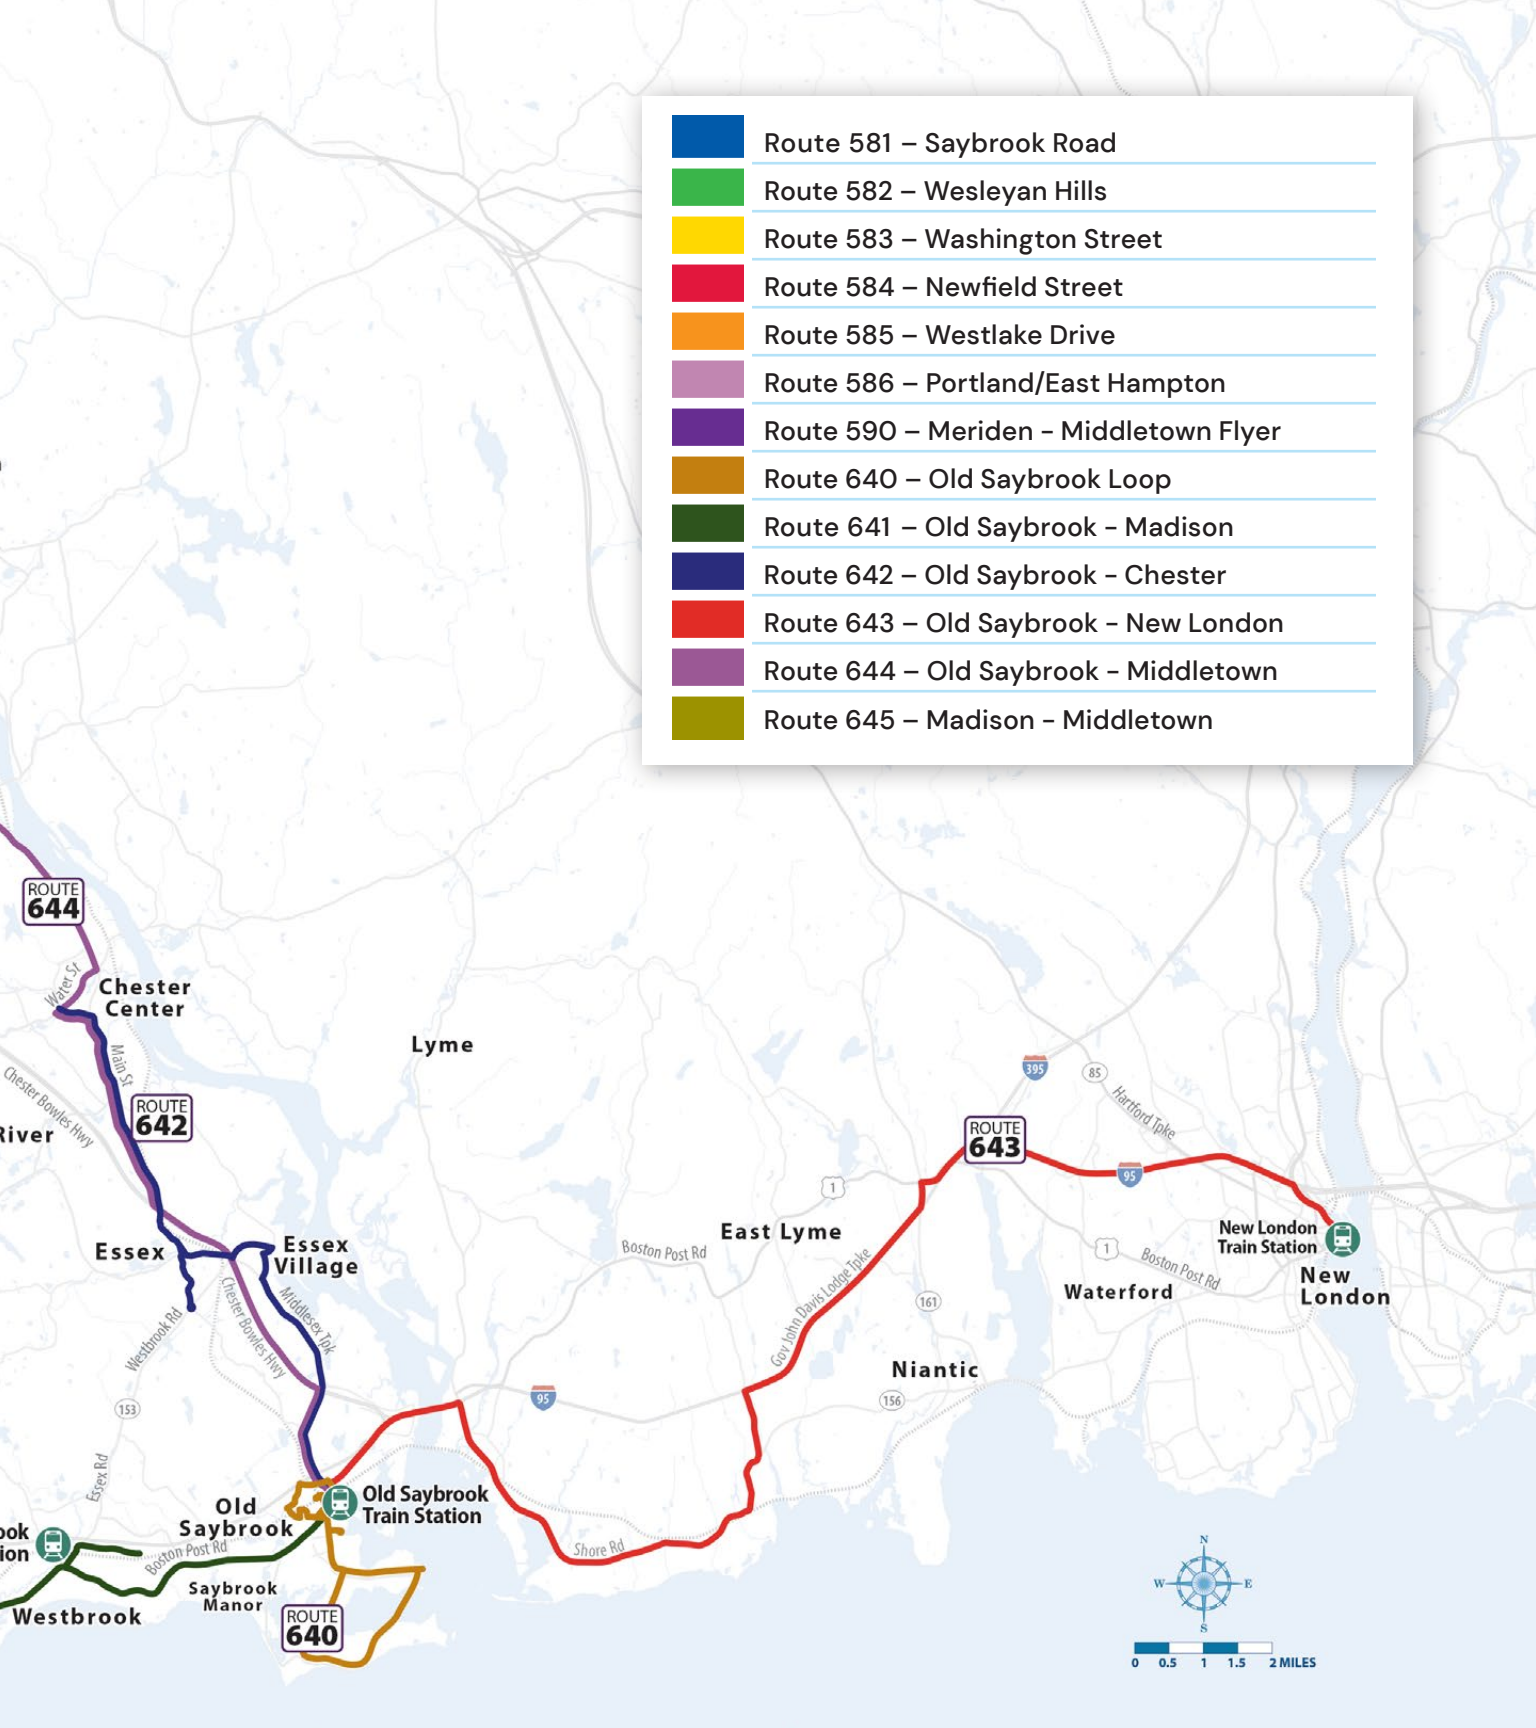 Route 581 – Saybrook Road
Route 582 – Wesleyan Hills
Route 583 – Washington Street
Route 584 – Newfield Street
Route 585 – Westlake Drive
Route 586 – Portland/East Hampton
Route 590 – Meriden - Middletown Flyer
Route 640 – Old Saybrook Loop
Route 641 – Old Saybrook - Madison
Route 642 – Old Saybrook - Chester
Route 643 – Old Saybrook - New London
Route 644 – Old Saybrook - Middletown
Route 645 – Madison - Middletown
ROUTE
644
Water St
Chester
Center
Main St
Lyme
Chester Bowles Hwy
ROUTE
642
River
395
85
Hartford Tpke
ROUTE
643
95
1
East Lyme
Boston Post Rd
Essex
Essex
Village
New London
Train Station
New
London
1
Boston Post Rd
Waterford
Gov John Davis Lodge Tpke
161
Chester Bowles Hwy
Middlesex Tpk
Westbrook Rd
Niantic
156
95
153
Essex Rd
Old Saybrook
Train Station
Old
Saybrook
ook
ion
Boston Post Rd
Shore Rd
Saybrook
Manor
Westbrook
ROUTE
640
N
W E
S
0 0.5 1 1.5 2 MILES